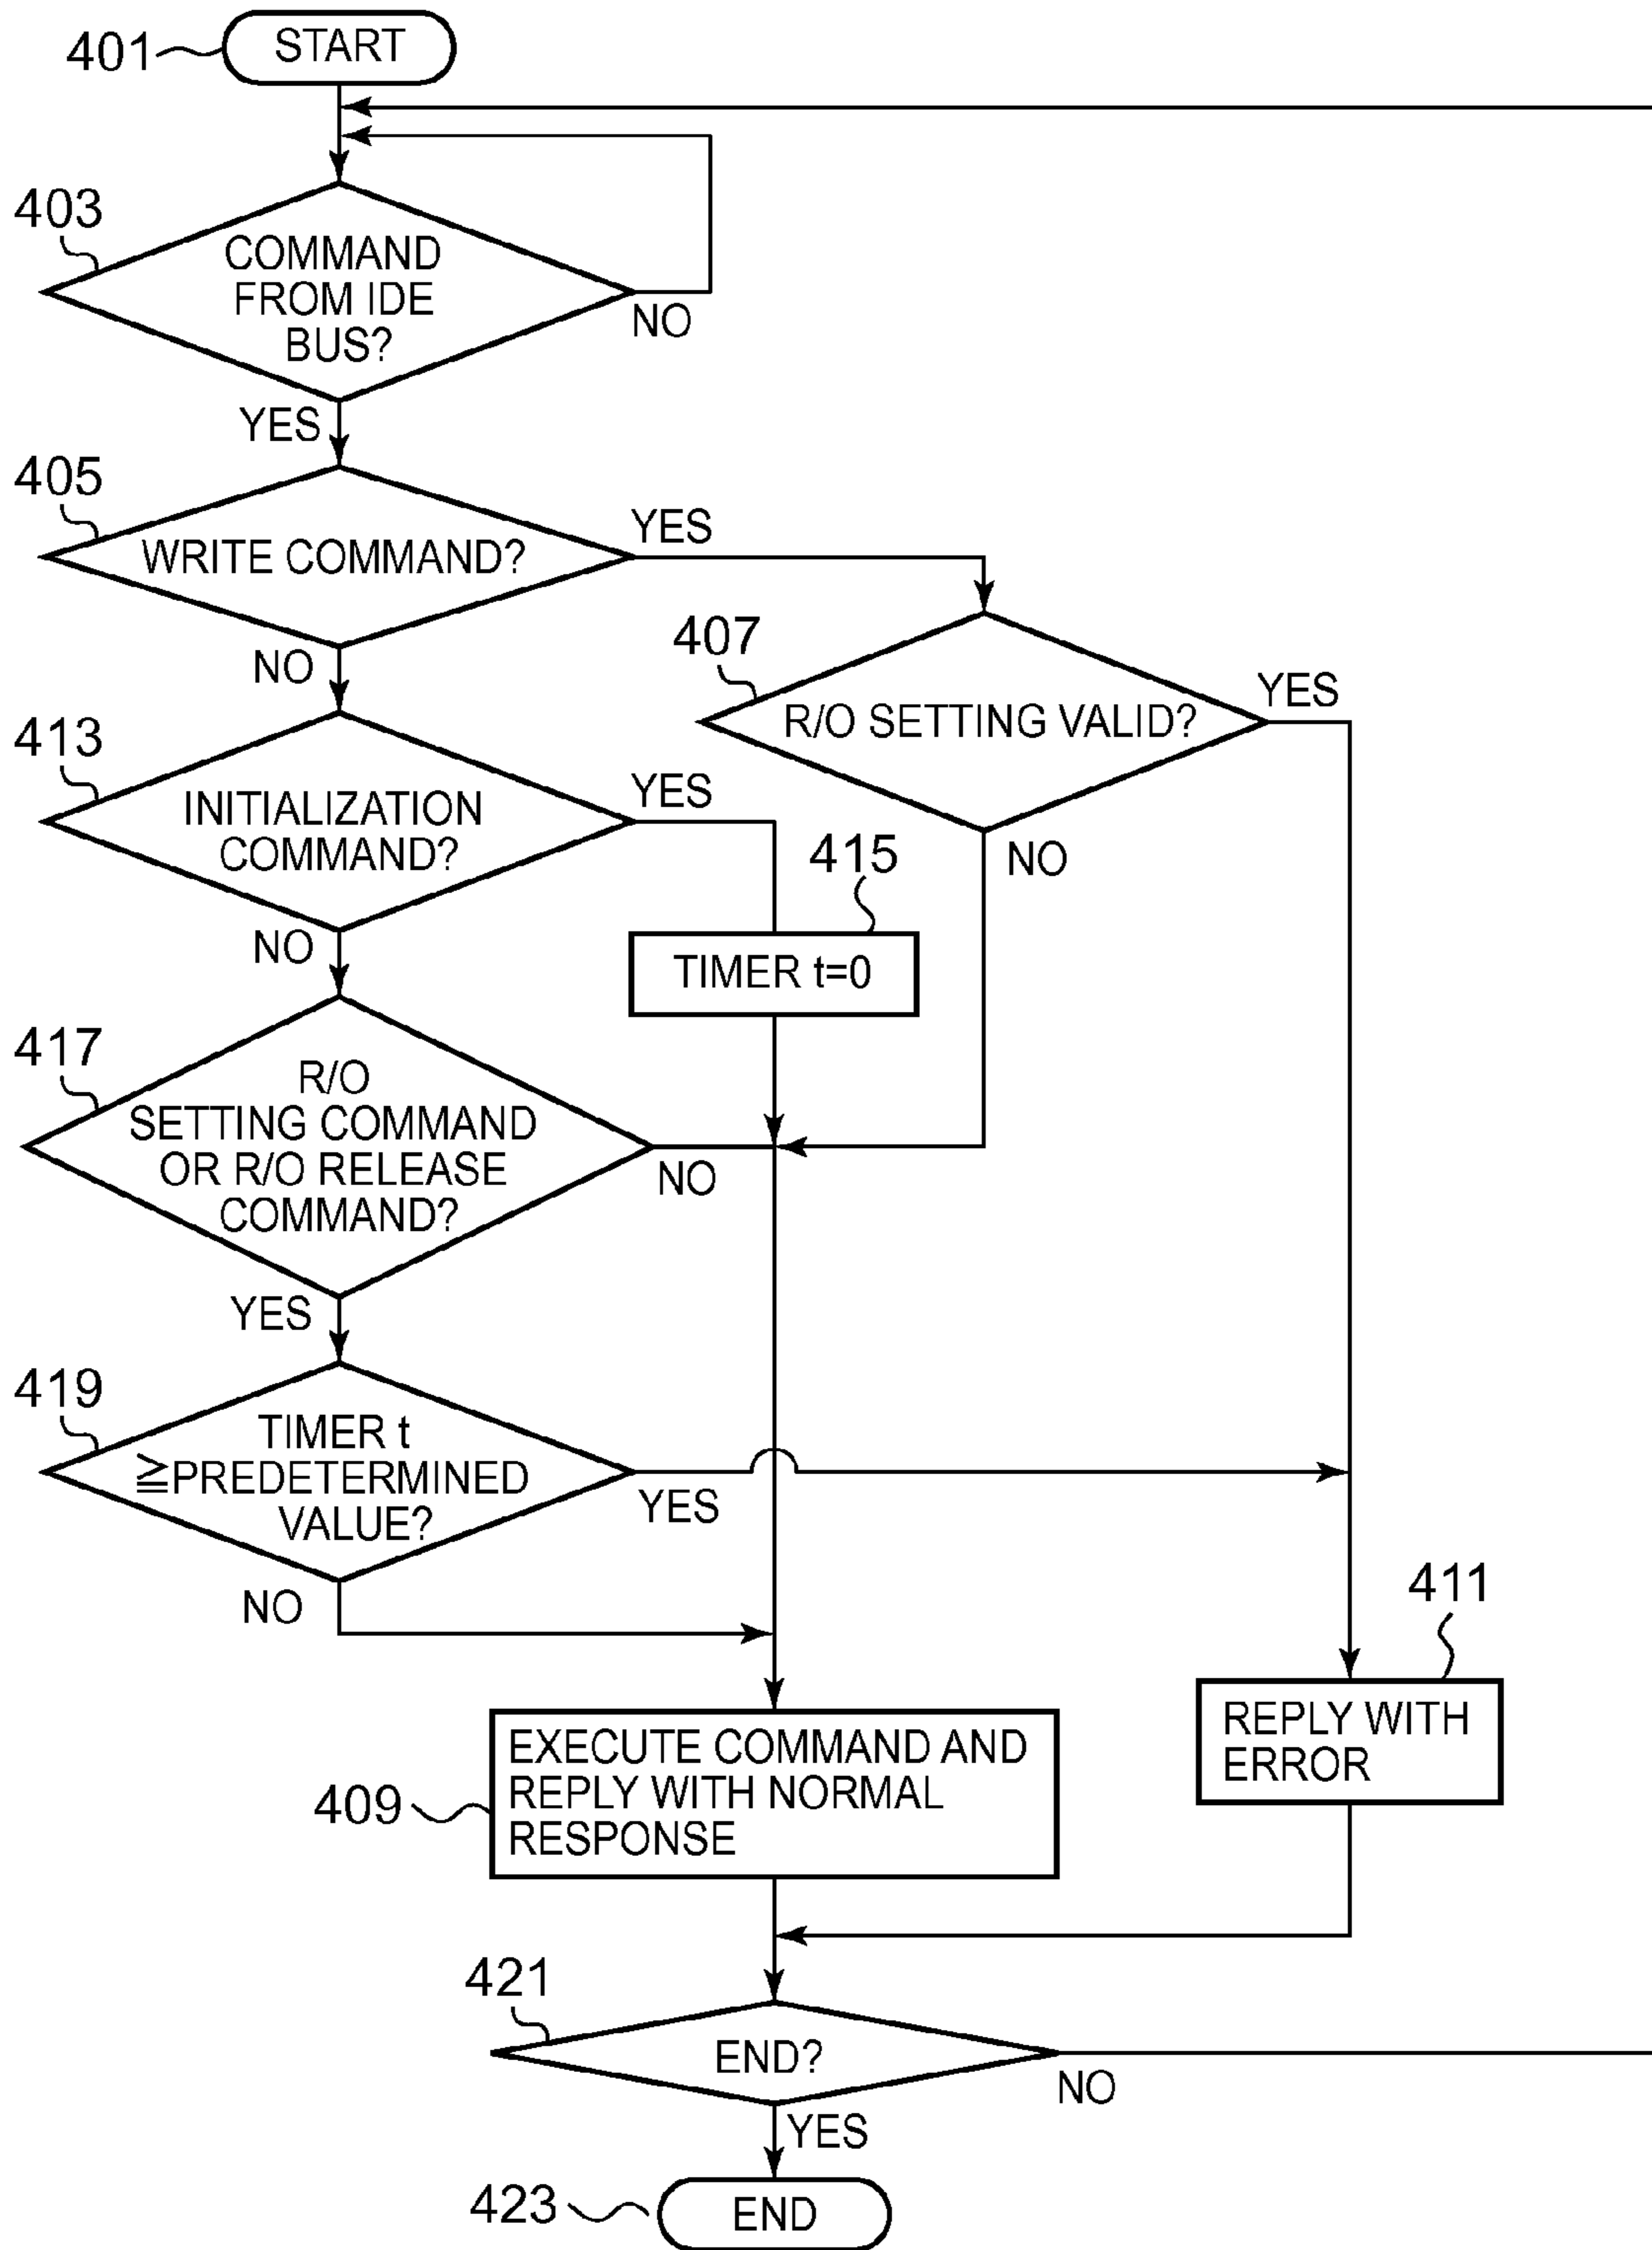 401
START
403
COMMAND
FROM IDE
BUS?
NO
YES
405
WRITE COMMAND?
YES
NO
407
R/O SETTING VALID?
YES
NO
413
INITIALIZATION
COMMAND?
YES
NO
415
TIMER t=0
417
R/O
SETTING COMMAND
OR R/O RELEASE
COMMAND?
NO
YES
419
TIMER t
≧PREDETERMINED
VALUE?
YES
NO
411
REPLY WITH
ERROR
409
EXECUTE COMMAND AND
REPLY WITH NORMAL
RESPONSE
421
END?
NO
YES
423
END